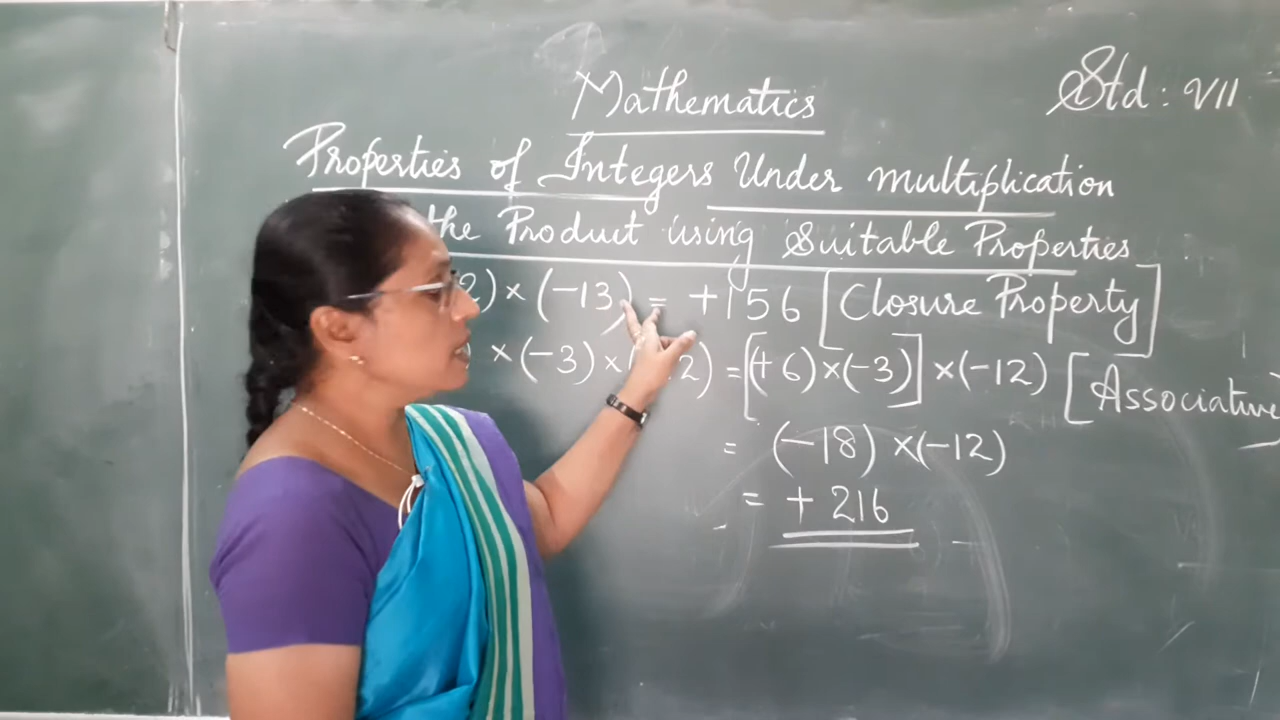 Mathematics
Std : VII
Properties of Integers Under multiplication
the Product using Suitable Properties
2) × (-13) = +156 [Closure Property]
× (-3) × ( 2) = [(+6) × (-3)] × (-12) [Associative
= (-18) × (-12)
= + 216